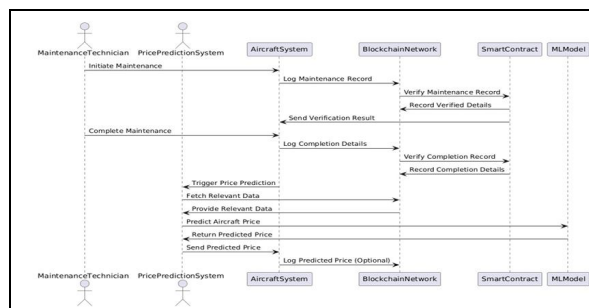 MaintenanceTechnician PricePredictionSystem AircraftSystem BlockchainNetwork SmartContract MLModel
Initiate Maintenance
Log Maintenance Record
Verify Maintenance Record
Record Verified Details
Send Verification Result
Complete Maintenance
Log Completion Details
Verify Completion Record
Record Completion Details
Trigger Price Prediction
Fetch Relevant Data
Provide Relevant Data
Predict Aircraft Price
Return Predicted Price
Send Predicted Price
Log Predicted Price (Optional)
MaintenanceTechnician PricePredictionSystem AircraftSystem BlockchainNetwork SmartContract MLModel